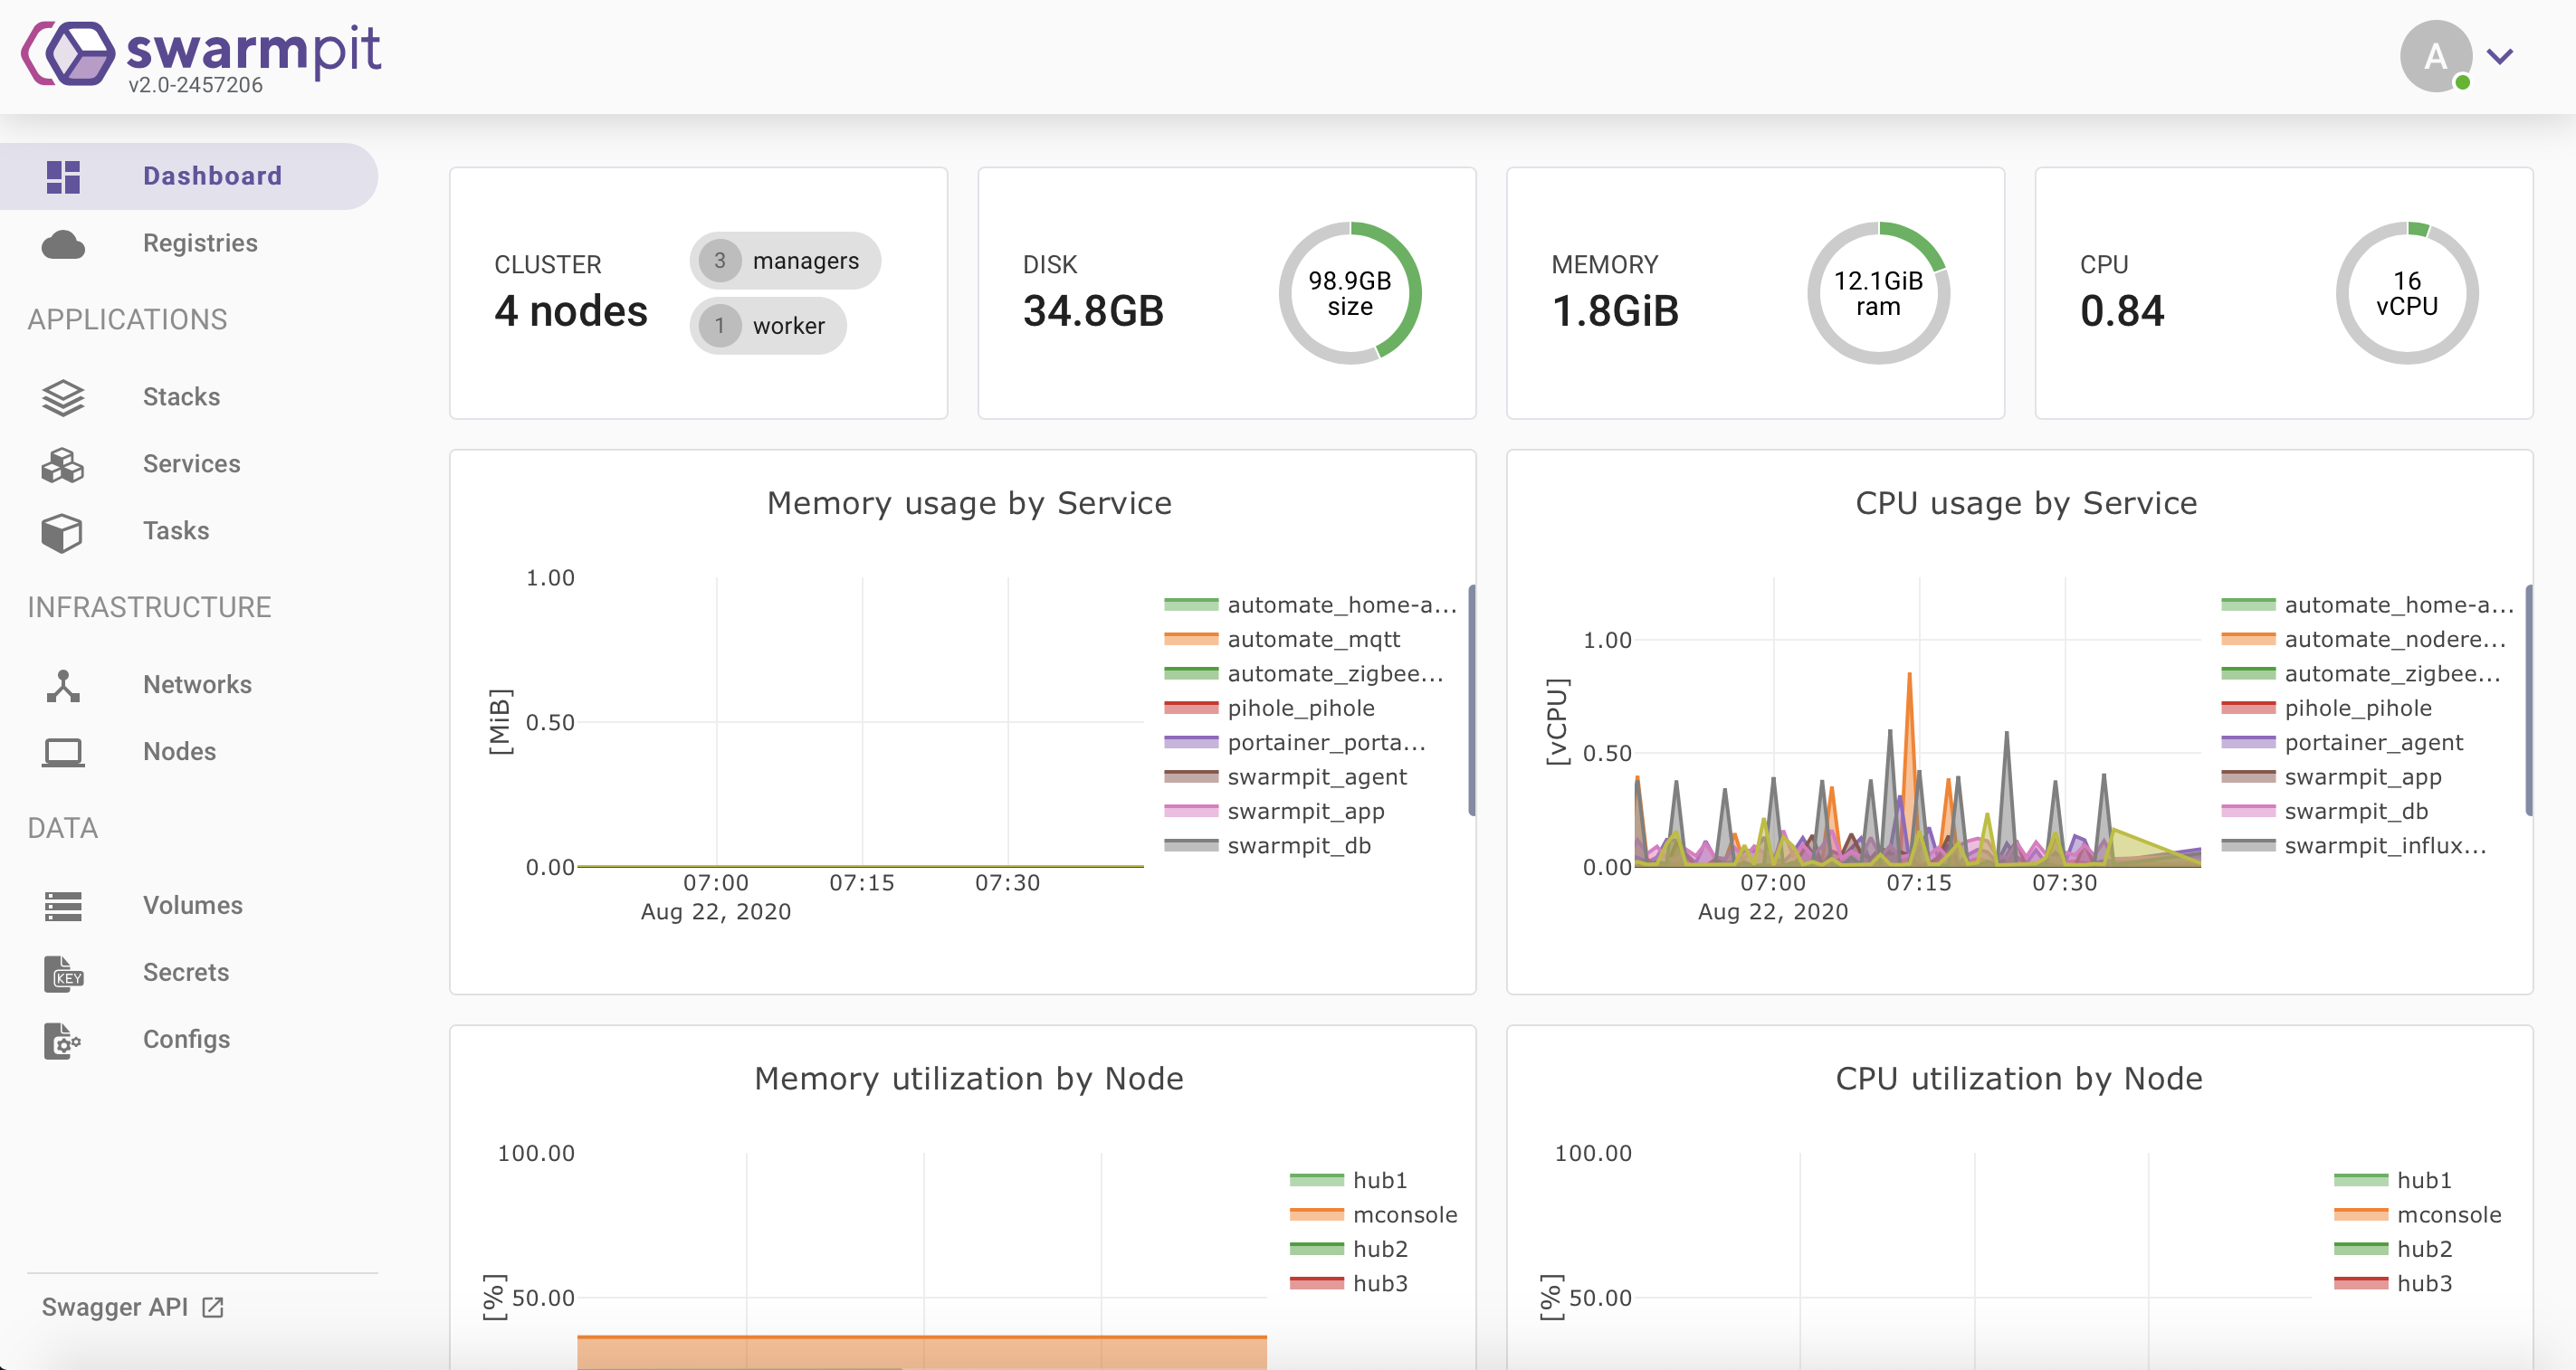 swarmpit
v2.0-2457206
A
Dashboard
Registries
APPLICATIONS
Stacks
Services
Tasks
INFRASTRUCTURE
Networks
Nodes
DATA
Volumes
KEY
Secrets
Configs
Swagger API
CLUSTER
4 nodes
3 managers
1 worker
DISK
34.8GB
98.9GB
size
MEMORY
1.8GiB
12.1GiB
ram
CPU
0.84
16
vCPU
Memory usage by Service
[MiB]
1.00
0.50
0.00
07:00 07:15 07:30
Aug 22, 2020
automate_home-a...
automate_mqtt
automate_zigbee...
pihole_pihole
portainer_porta...
swarmpit_agent
swarmpit_app
swarmpit_db
CPU usage by Service
[vCPU]
1.00
0.50
0.00
07:00 07:15 07:30
Aug 22, 2020
automate_home-a...
automate_nodere...
automate_zigbee...
pihole_pihole
portainer_agent
swarmpit_app
swarmpit_db
swarmpit_influx...
Memory utilization by Node
[%]
100.00
50.00
hub1
mconsole
hub2
hub3
CPU utilization by Node
[%]
100.00
50.00
hub1
mconsole
hub2
hub3